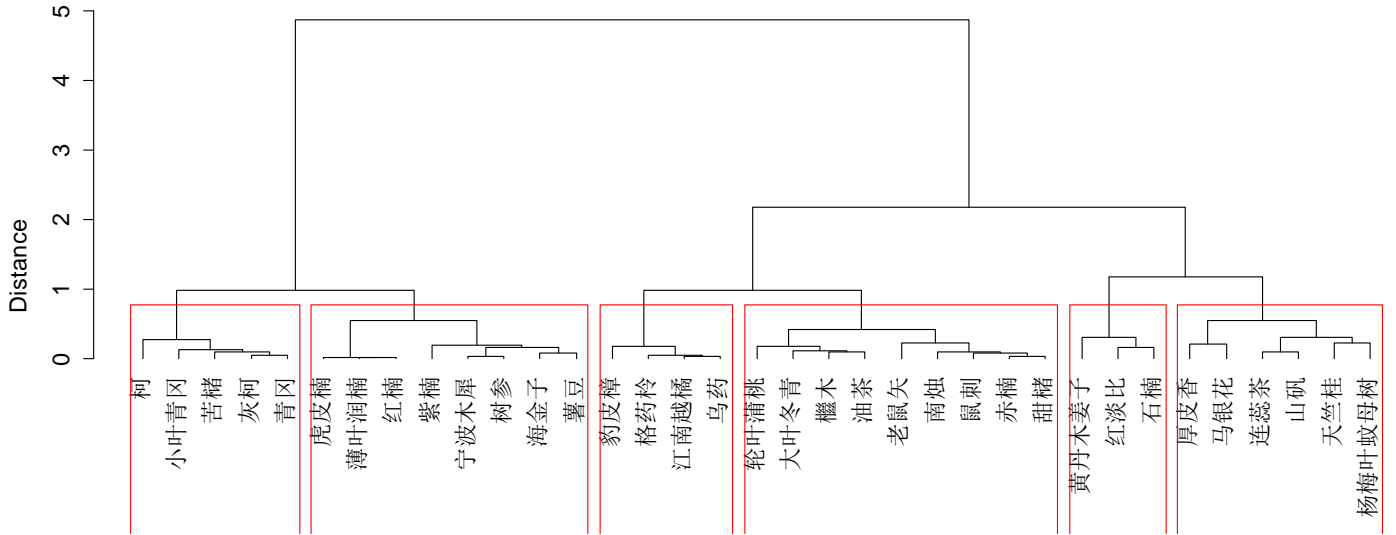 5
4
3
2
1
0
Distance
柯
小叶青冈
苦槠
灰柯
青冈
虎皮楠
薄叶润楠
红楠
紫楠
宁波木犀
树参
海金子
薯豆
豹皮樟
格药柃
江南越橘
乌药
轮叶蒲桃
大叶冬青
檵木
油茶
老鼠矢
南烛
鼠刺
赤楠
甜槠
黄丹木姜子
红淡比
石楠
厚皮香
马银花
连蕊茶
山矾
天竺桂
杨梅叶蚊母树